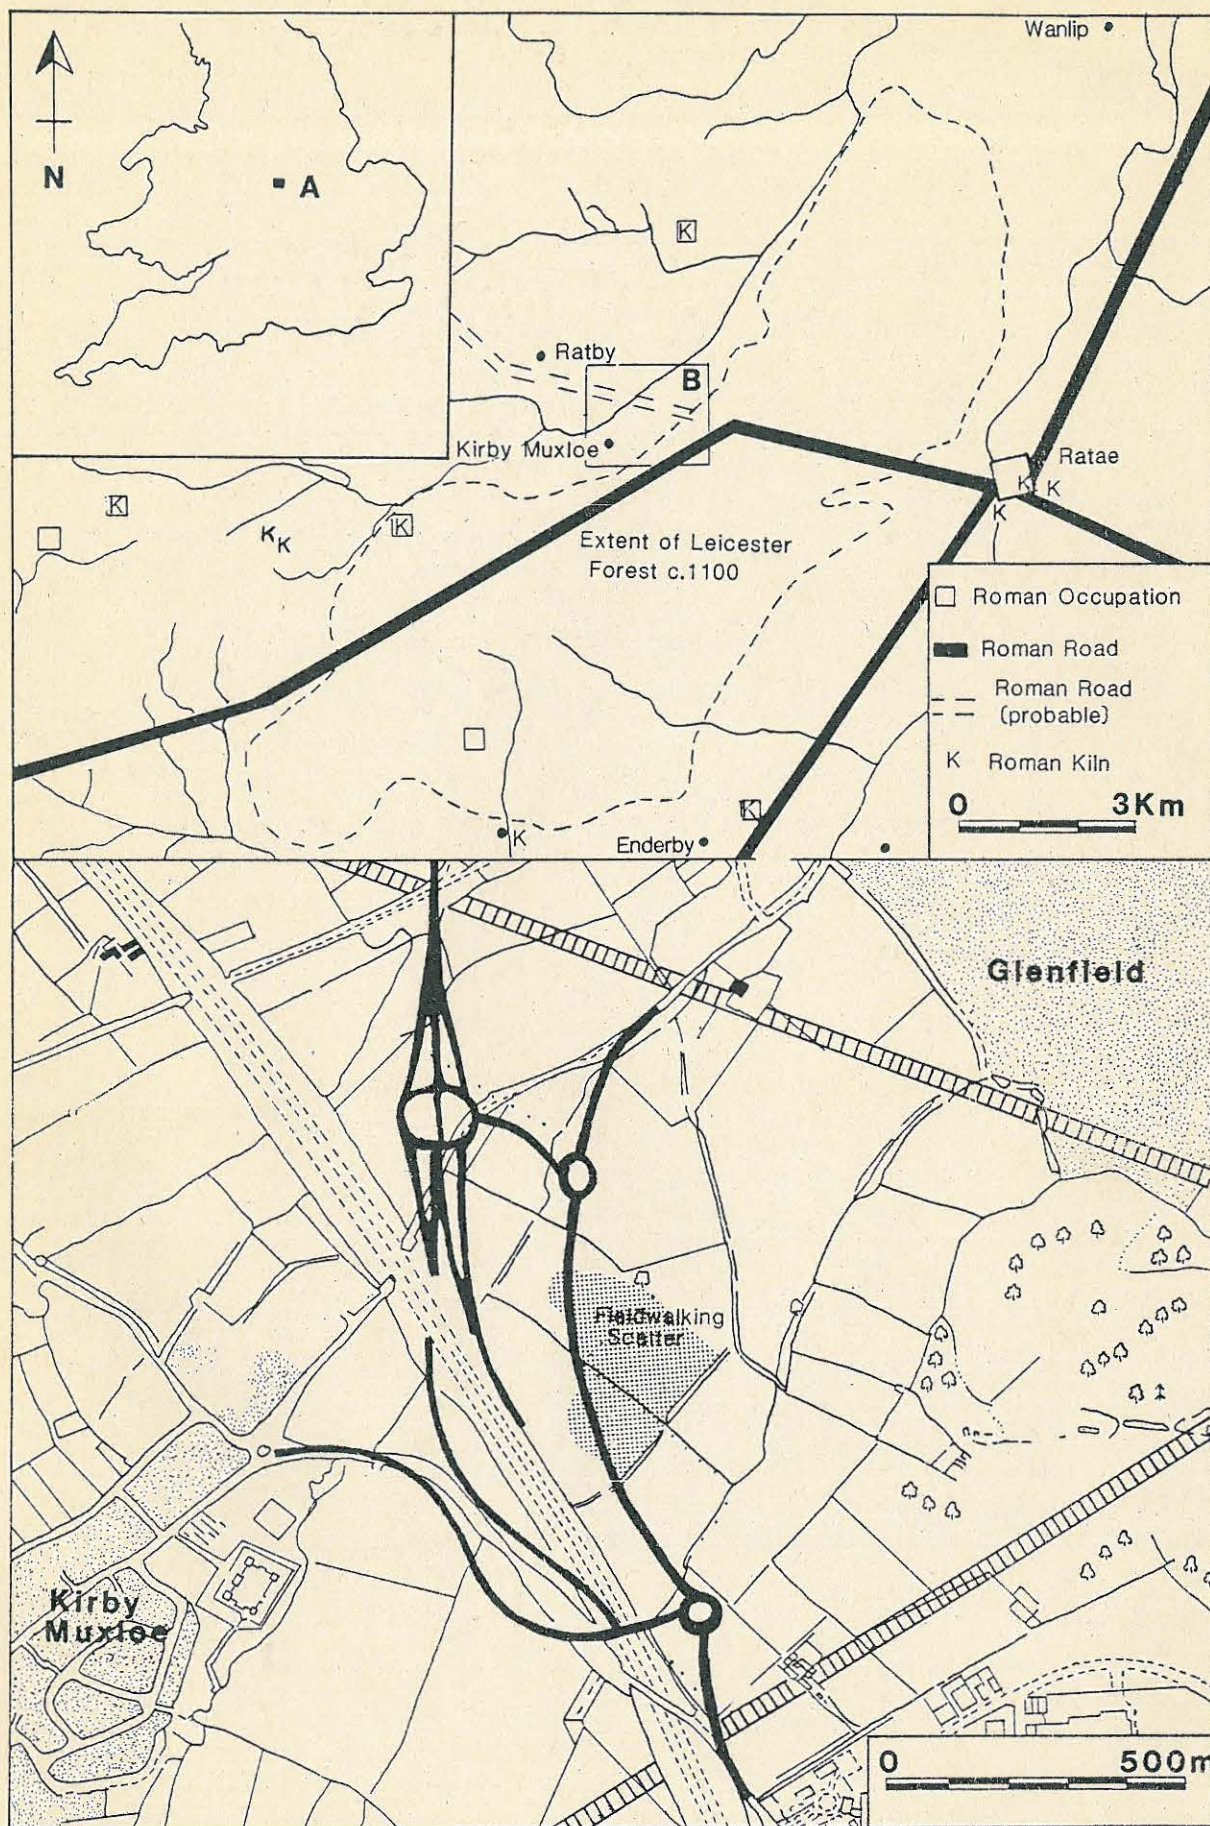 N
A
Wanlip
K
Ratby
B
Kirby Muxloe
Ratae
K
K
K
K
K
K
K
K
Extent of Leicester
Forest c.1100
Roman Occupation
Roman Road
Roman Road
(probable)
K Roman Kiln
0 3Km
K
K
Enderby
Glenfield
Fieldwalking
Scatter
Kirby
Muxloe
0 500m